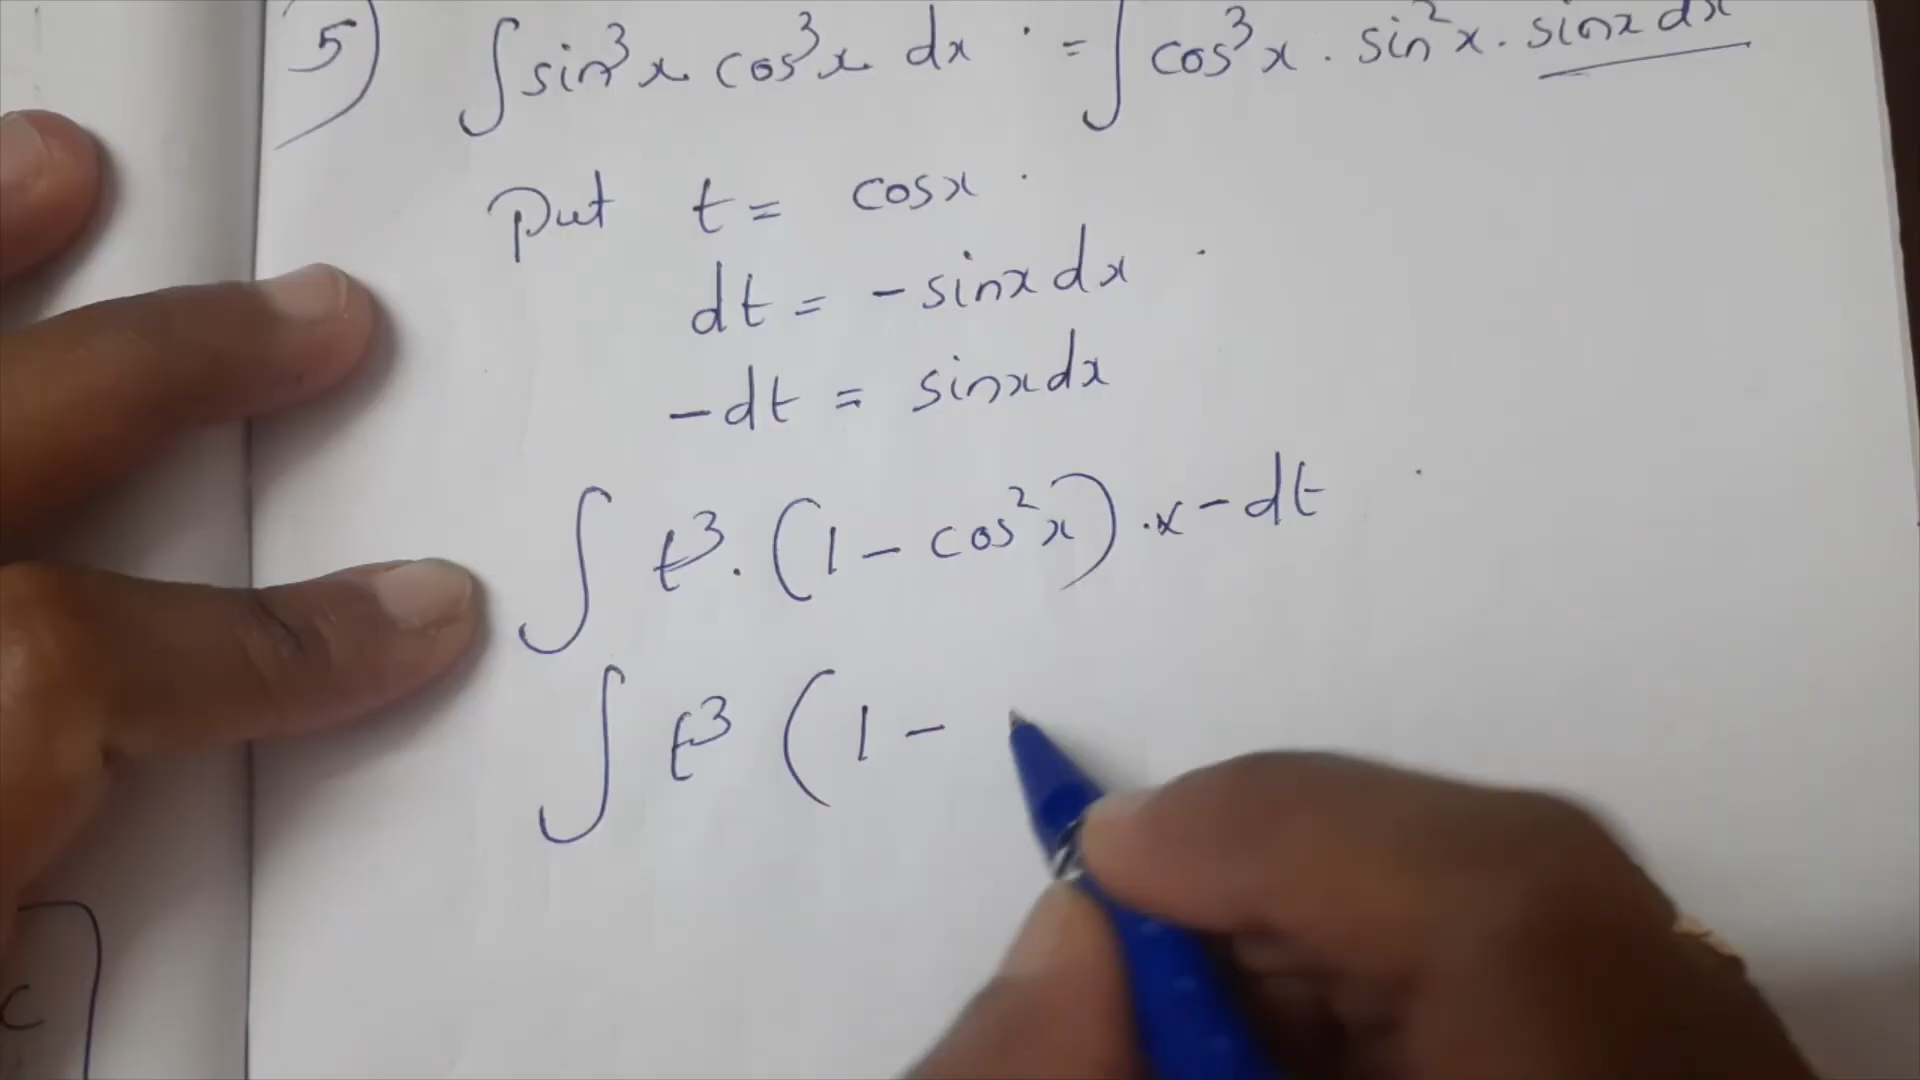 5) ∫ sin³x cos³x dx = ∫ cos³x . sin²x . sinx dx
Put t = cosx
dt = -sinx dx
-dt = sinx dx
∫ t³ . (1 - cos²x) . x - dt
∫ t³ (1 -
c